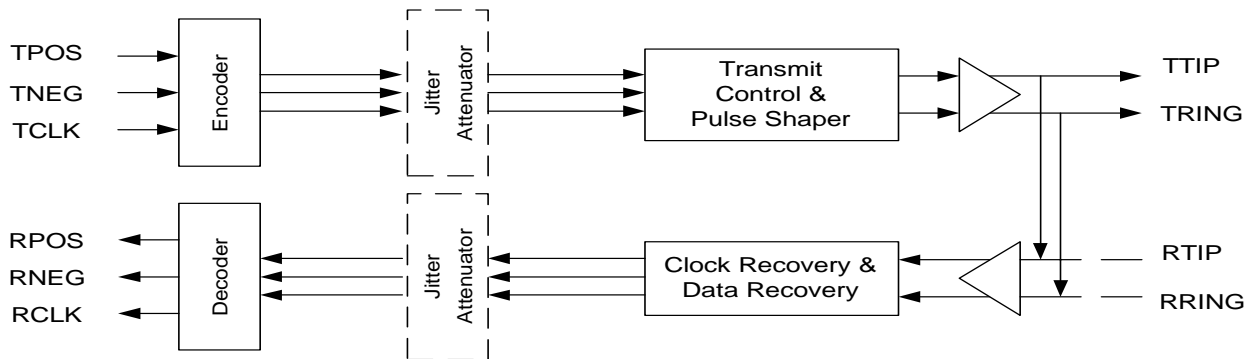 TPOS
TNEG
TCLK
Encoder
Jitter
Attenuator
Transmit
Control &
Pulse Shaper
TTIP
TRING
RPOS
RNEG
RCLK
Decoder
Jitter
Attenuator
Clock Recovery &
Data Recovery
RTIP
RRING